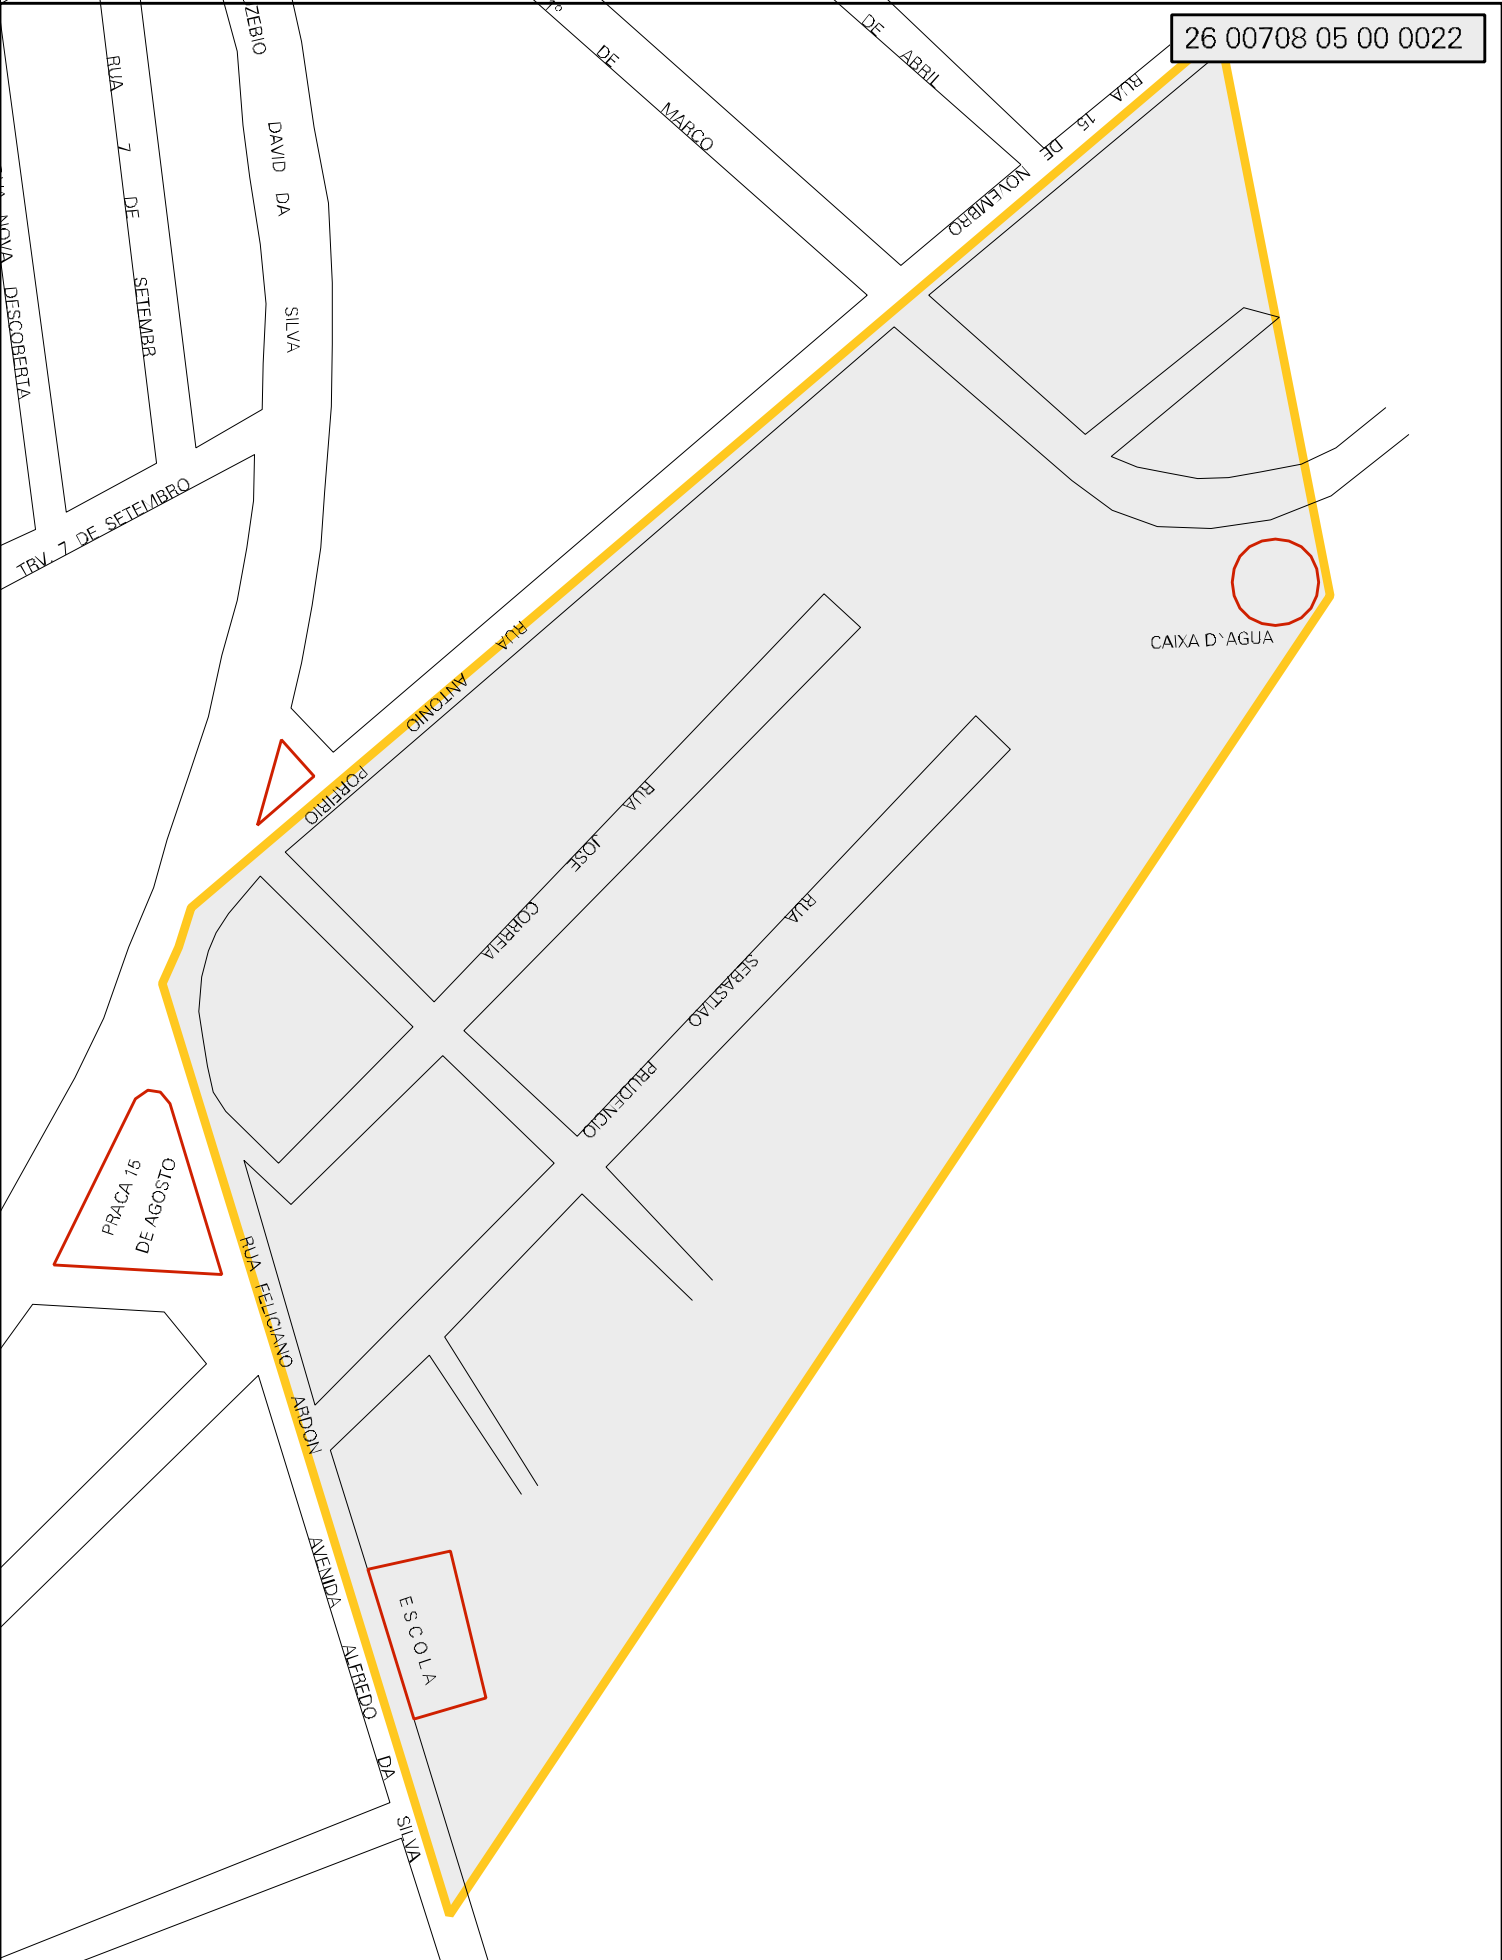 26 00708 05 00 0022
RUA 7 DE SETEMBR
DAVID DA SILVA
NOVA DESCOBERTA
TRV. 7 DE SETEMBRO
1º DE MARCO
DE ABRIL
RUA 15 DE NOVEMBRO
RUA ANTONIO PORFIRIO
CAIXA D`AGUA
RUA JOSE CORREIA
RUA SEBASTIAO PRUDENCIO
PRACA 15
DE AGOSTO
RUA FELICIANO ARDON
AVENIDA ALFREDO DA SILVA
ESCOLA